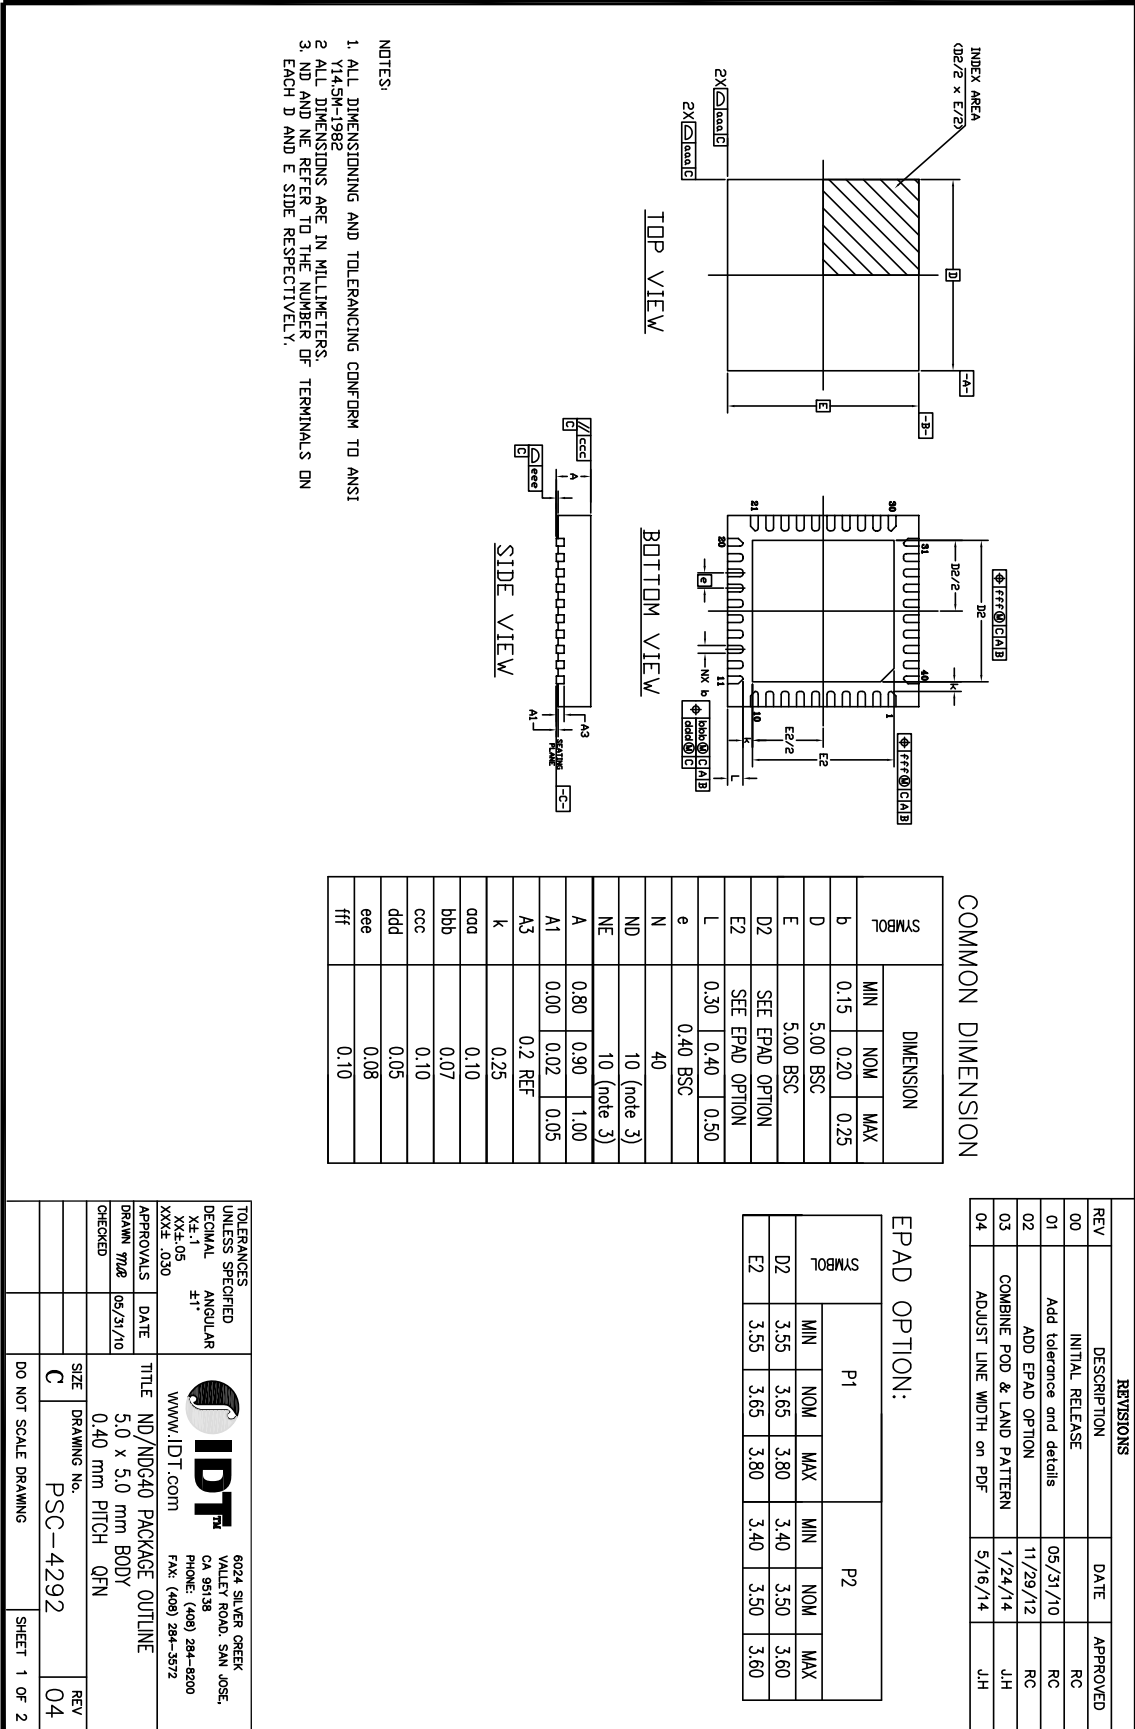 REVISIONS
REV DESCRIPTION DATE APPROVED
00 INITIAL RELEASE RC
01 Add tolerance and details 05/31/10 RC
02 ADD EPAD OPTION 11/29/12 RC
03 COMBINE POD & LAND PATTERN 1/24/14 J.H
04 ADJUST LINE WIDTH on PDF 5/16/14 J.H
INDEX AREA
(D2/2 x E/2)
2X aaa C
2X aaa C
D
-A-
-B-
E
TOP VIEW
fff M C A B
D2
D2/2
k
30
31
40
21
1
20
11
10
fff M C A B
E2
E2/2
k
L
e
NX b
bbb M C A B
ddd M C
BOTTOM VIEW
// ccc
C
A
eee
C
A3
A1
SEATING
PLANE
-C-
SIDE VIEW
NOTES:
1. ALL DIMENSIONING AND TOLERANCING CONFORM TO ANSI
Y14.5M-1982
2 ALL DIMENSIONS ARE IN MILLIMETERS.
3. ND AND NE REFER TO THE NUMBER OF TERMINALS ON
EACH D AND E SIDE RESPECTIVELY.
COMMON DIMENSION
SYMBOL DIMENSION
MIN NOM MAX
b 0.15 0.20 0.25
D 5.00 BSC
E 5.00 BSC
D2 SEE EPAD OPTION
E2 SEE EPAD OPTION
L 0.30 0.40 0.50
e 0.40 BSC
N 40
ND 10 (note 3)
NE 10 (note 3)
A 0.80 0.90 1.00
A1 0.00 0.02 0.05
A3 0.2 REF
k 0.25
aaa 0.10
bbb 0.07
ccc 0.10
ddd 0.05
eee 0.08
fff 0.10
EPAD OPTION:
SYMBOL P1 P2
MIN NOM MAX MIN NOM MAX
D2 3.55 3.65 3.80 3.40 3.50 3.60
E2 3.55 3.65 3.80 3.40 3.50 3.60
TOLERANCES
UNLESS SPECIFIED
DECIMAL ANGULAR
X±.1 ±1°
XX±.05
XXX± .030
APPROVALS DATE
DRAWN 05/31/10
CHECKED
IDT TM
www.IDT.com
6024 SILVER CREEK
VALLEY ROAD. SAN JOSE,
CA 95138
PHONE: (408) 284-8200
FAX: (408) 284-3572
TITLE ND/NDG40 PACKAGE OUTLINE
5.0 x 5.0 mm BODY
0.40 mm PITCH QFN
SIZE DRAWING No. REV
C PSC-4292 04
DO NOT SCALE DRAWING SHEET 1 OF 2